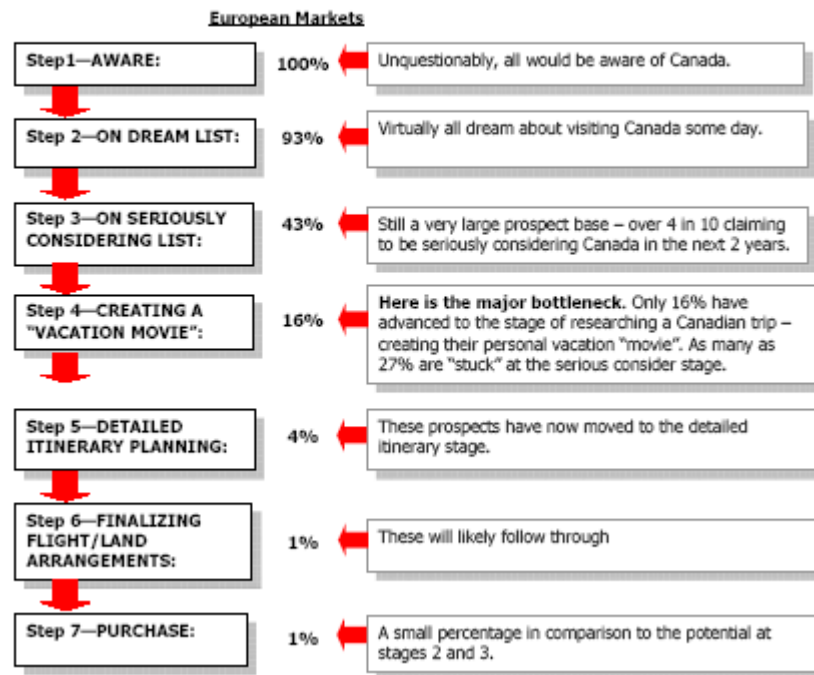 European Markets
Step1—AWARE:
100%
Unquestionably, all would be aware of Canada.
Step 2—ON DREAM LIST:
93%
Virtually all dream about visiting Canada some day.
Step 3—ON SERIOUSLY
CONSIDERING LIST:
43%
Still a very large prospect base – over 4 in 10 claiming
to be seriously considering Canada in the next 2 years.
Step 4—CREATING A
“VACATION MOVIE”:
16%
Here is the major bottleneck. Only 16% have
advanced to the stage of researching a Canadian trip –
creating their personal vacation “movie”. As many as
27% are “stuck” at the serious consider stage.
Step 5—DETAILED
ITINERARY PLANNING:
4%
These prospects have now moved to the detailed
itinerary stage.
Step 6—FINALIZING
FLIGHT/LAND
ARRANGEMENTS:
1%
These will likely follow through
Step 7—PURCHASE:
1%
A small percentage in comparison to the potential at
stages 2 and 3.